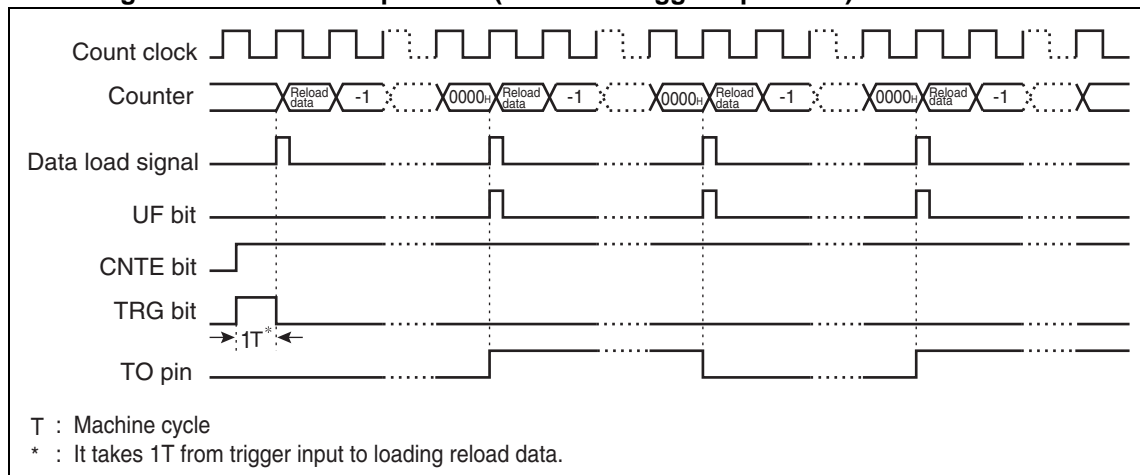 Count clock
Counter Reload data -1 0000H Reload data -1 0000H Reload data -1 0000H Reload data -1
Data load signal
UF bit
CNTE bit
TRG bit
1T*
TO pin
T : Machine cycle
* : It takes 1T from trigger input to loading reload data.